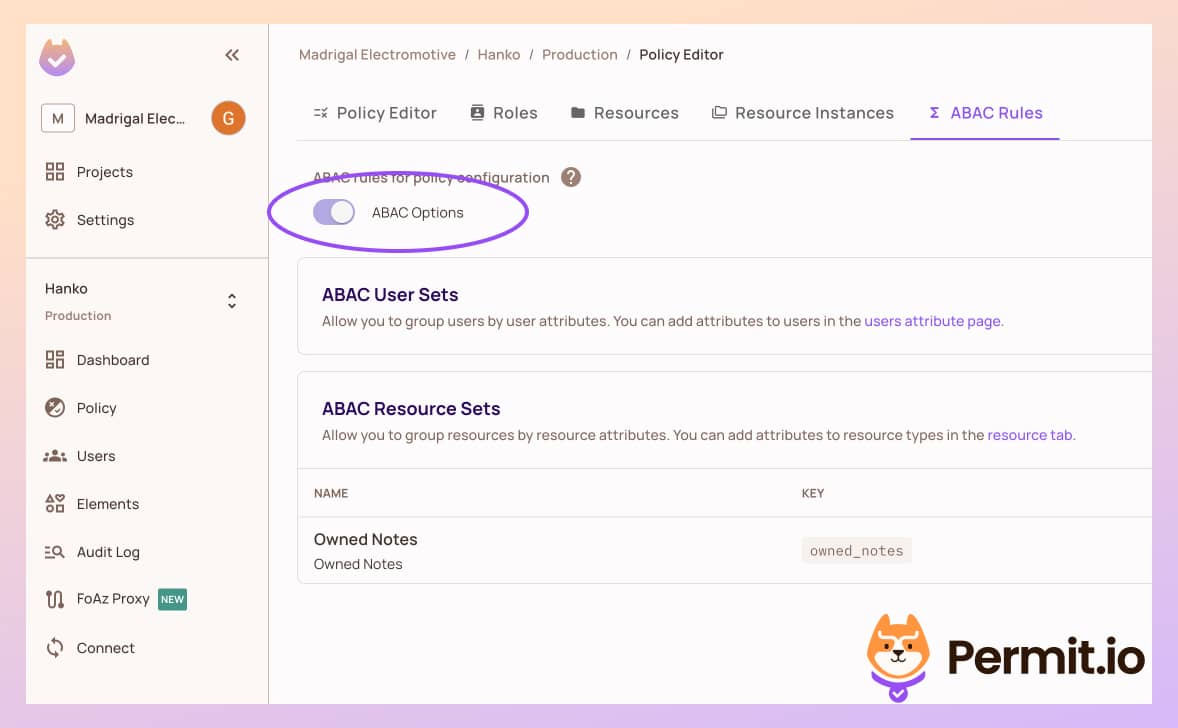 Madrigal Electromotive / Hanko / Production / Policy Editor
M Madrigal Elec... G
Policy Editor Roles Resources Resource Instances ABAC Rules
Projects
Settings
ABAC rules for policy configuration ?
ABAC Options
Hanko
Production
Dashboard
Policy
Users
Elements
Audit Log
FoAz Proxy NEW
Connect
ABAC User Sets
Allow you to group users by user attributes. You can add attributes to users in the users attribute page.
ABAC Resource Sets
Allow you to group resources by resource attributes. You can add attributes to resource types in the resource tab.
NAME KEY
Owned Notes
Owned Notes
owned_notes
Permit.io